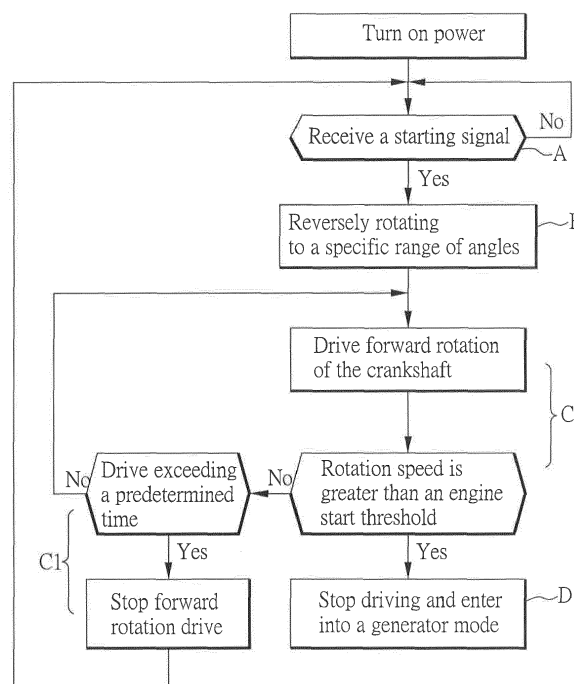 Turn on power
No
Receive a starting signal
A
Yes
Reversely rotating
to a specific range of angles
Drive forward rotation
of the crankshaft
C
No
Drive exceeding
a predetermined
time
No
Rotation speed is
greater than an engine
start threshold
C1
Yes
Yes
Stop forward
rotation drive
Stop driving and enter
into a generator mode
D